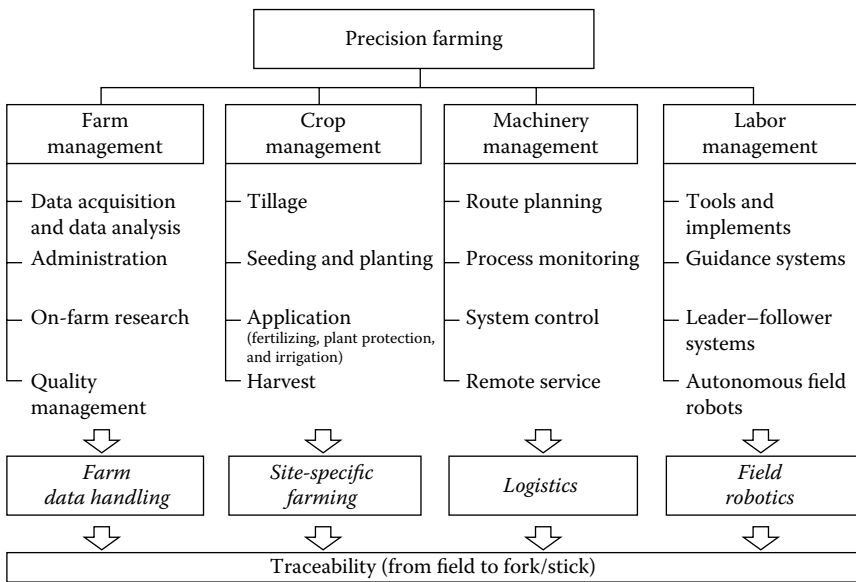 Precision farming
Farm
management
Crop
management
Machinery
management
Labor
management
Data acquisition
and data analysis
Administration
On-farm research
Quality
management
Tillage
Seeding and planting
Application
(fertilizing, plant protection,
and irrigation)
Harvest
Route planning
Process monitoring
System control
Remote service
Tools and
implements
Guidance systems
Leader–follower
systems
Autonomous field
robots
Farm
data handling
Site-specific
farming
Logistics
Field
robotics
Traceability (from field to fork/stick)